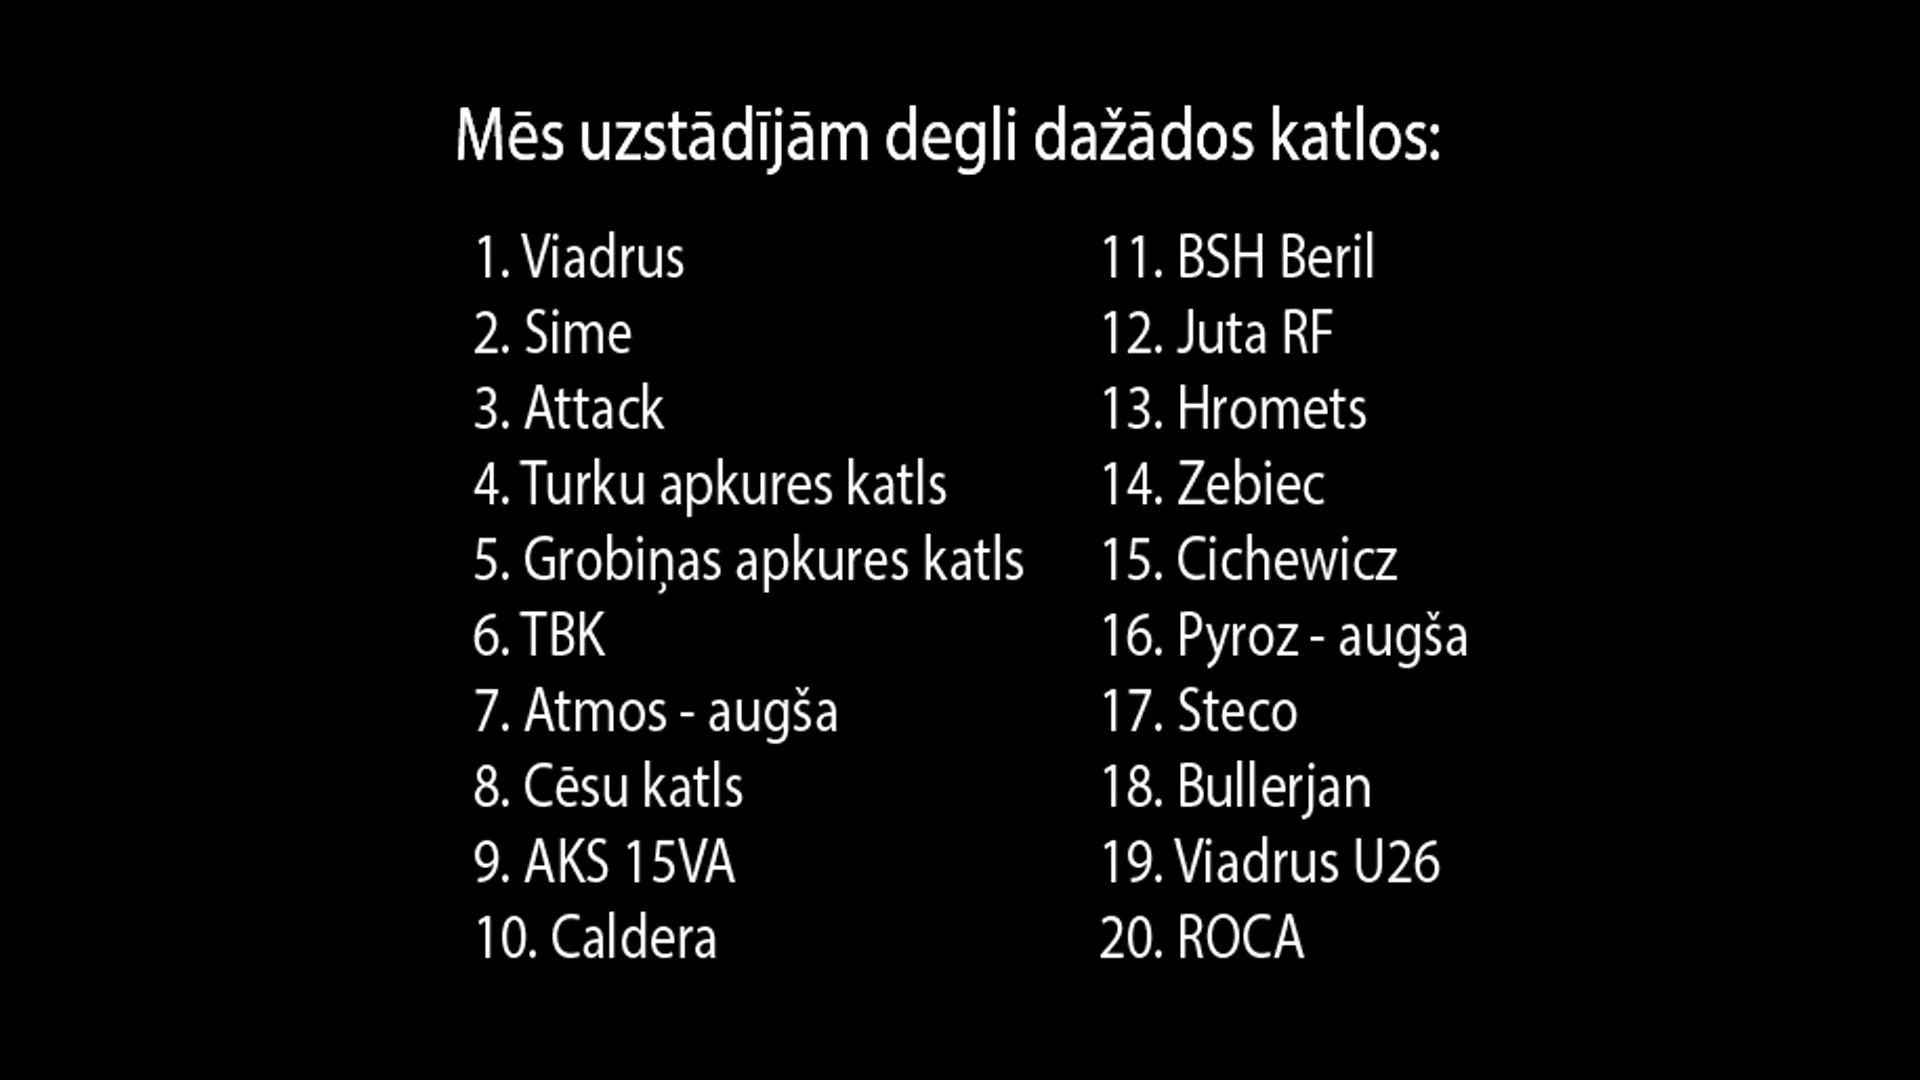 Mēs uzstādījām degli dažādos katlos:
1. Viadrus
2. Sime
3. Attack
4. Turku apkures katls
5. Grobiņas apkures katls
6. TBK
7. Atmos - augša
8. Cēsu katls
9. AKS 15VA
10. Caldera
11. BSH Beril
12. Juta RF
13. Hromets
14. Zebiec
15. Cichewicz
16. Pyroz - augša
17. Steco
18. Bullerjan
19. Viadrus U26
20. ROCA